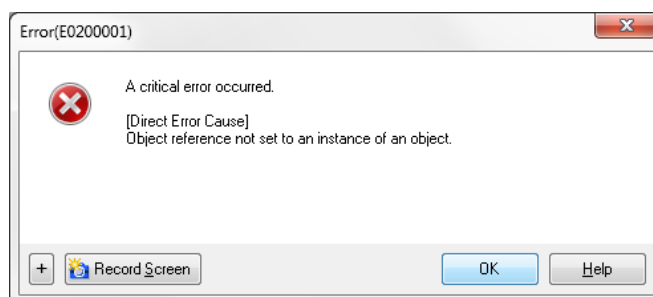 Error(E0200001)
A critical error occurred.
[Direct Error Cause]
Object reference not set to an instance of an object.
+ Record Screen OK Help